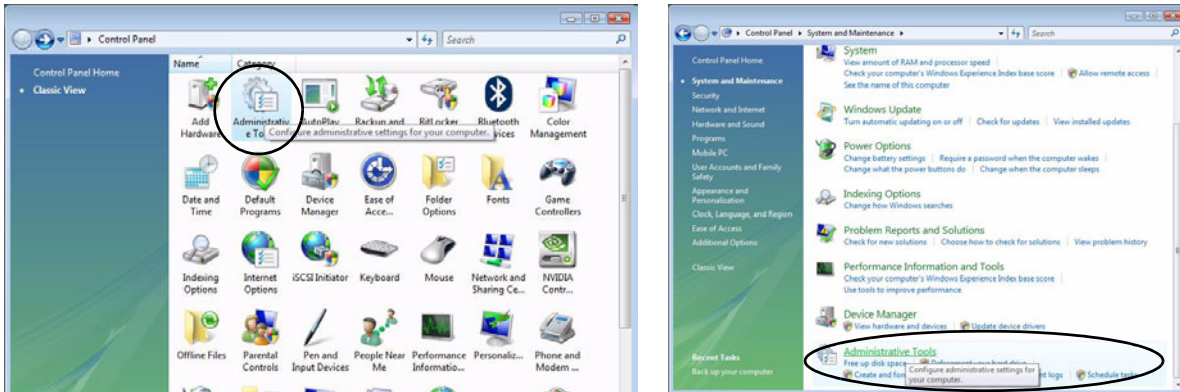 Control Panel
Search
Control Panel Home
Classic View
Name
Category
Add Hardware
Administrativ e To
AutoPlay
Backup and
BitLocker
Bluetooth vices
Color Management
Configure administrative settings for your computer.
Date and Time
Default Programs
Device Manager
Ease of Acce...
Folder Options
Fonts
Game Controllers
Indexing Options
Internet Options
iSCSI Initiator
Keyboard
Mouse
Network and Sharing Ce...
NVIDIA Contr...
Offline Files
Parental Controls
Pen and Input Devices
People Near Me
Performance Informatio...
Personaliz...
Phone and Modem ...
Control Panel
System and Maintenance
Search
Control Panel Home
System and Maintenance
Security
Network and Internet
Hardware and Sound
Programs
Mobile PC
User Accounts and Family
Safety
Appearance and
Personalization
Clock, Language, and Region
Ease of Access
Additional Options
Classic View
Recent Tasks
Back up your computer
System
View amount of RAM and processor speed
Check your computer's Windows Experience Index base score
Allow remote access
See the name of this computer
Windows Update
Turn automatic updating on or off
Check for updates
View installed updates
Power Options
Change battery settings
Require a password when the computer wakes
Change what the power buttons do
Change when the computer sleeps
Indexing Options
Change how Windows searches
Problem Reports and Solutions
Check for new solutions
Choose how to check for solutions
View problem history
Performance Information and Tools
Check your computer's Windows Experience Index base score
Use tools to improve performance
Device Manager
View hardware and devices
Update device drivers
Administrative Tools
Free up disk space
Defragment your hard drive
Create and for
Configure administrative settings for
your computer.
nt logs
Schedule tasks